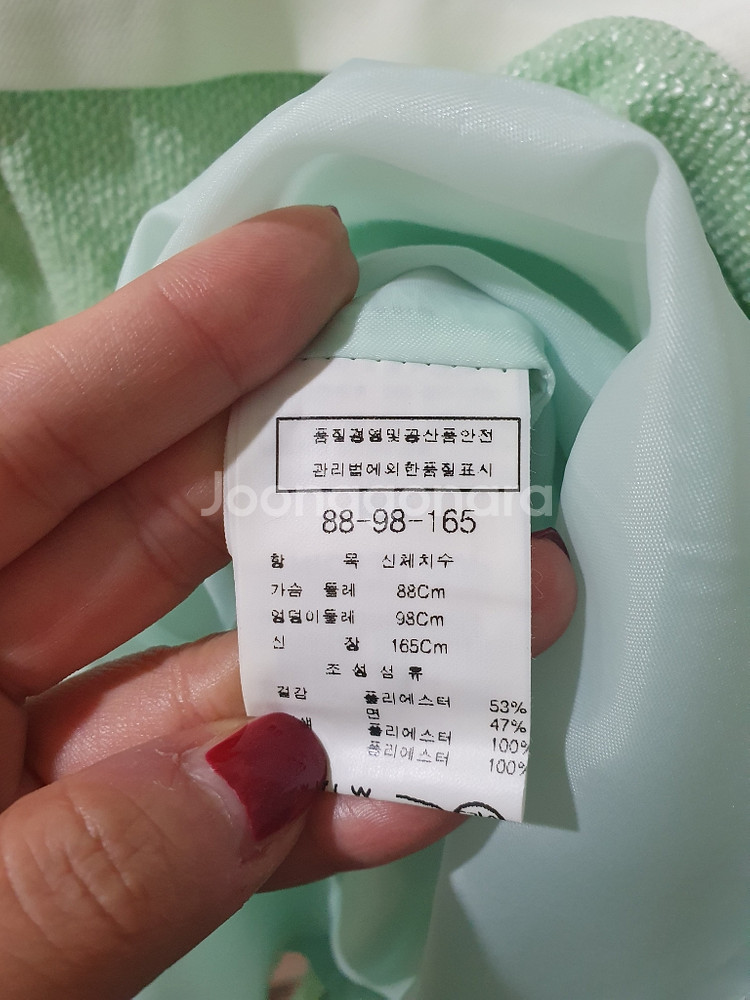 품질경영및공산품안전
관리법에의한품질표시
Joonggonara
88-98-165
항 목 신체치수
가슴 둘레 88Cm
엉덩이둘레 98Cm
신 장 165Cm
조 성 섬 유
겉감 폴리에스터 53%
면 47%
폴리에스터 100%
폴리에스터 100%